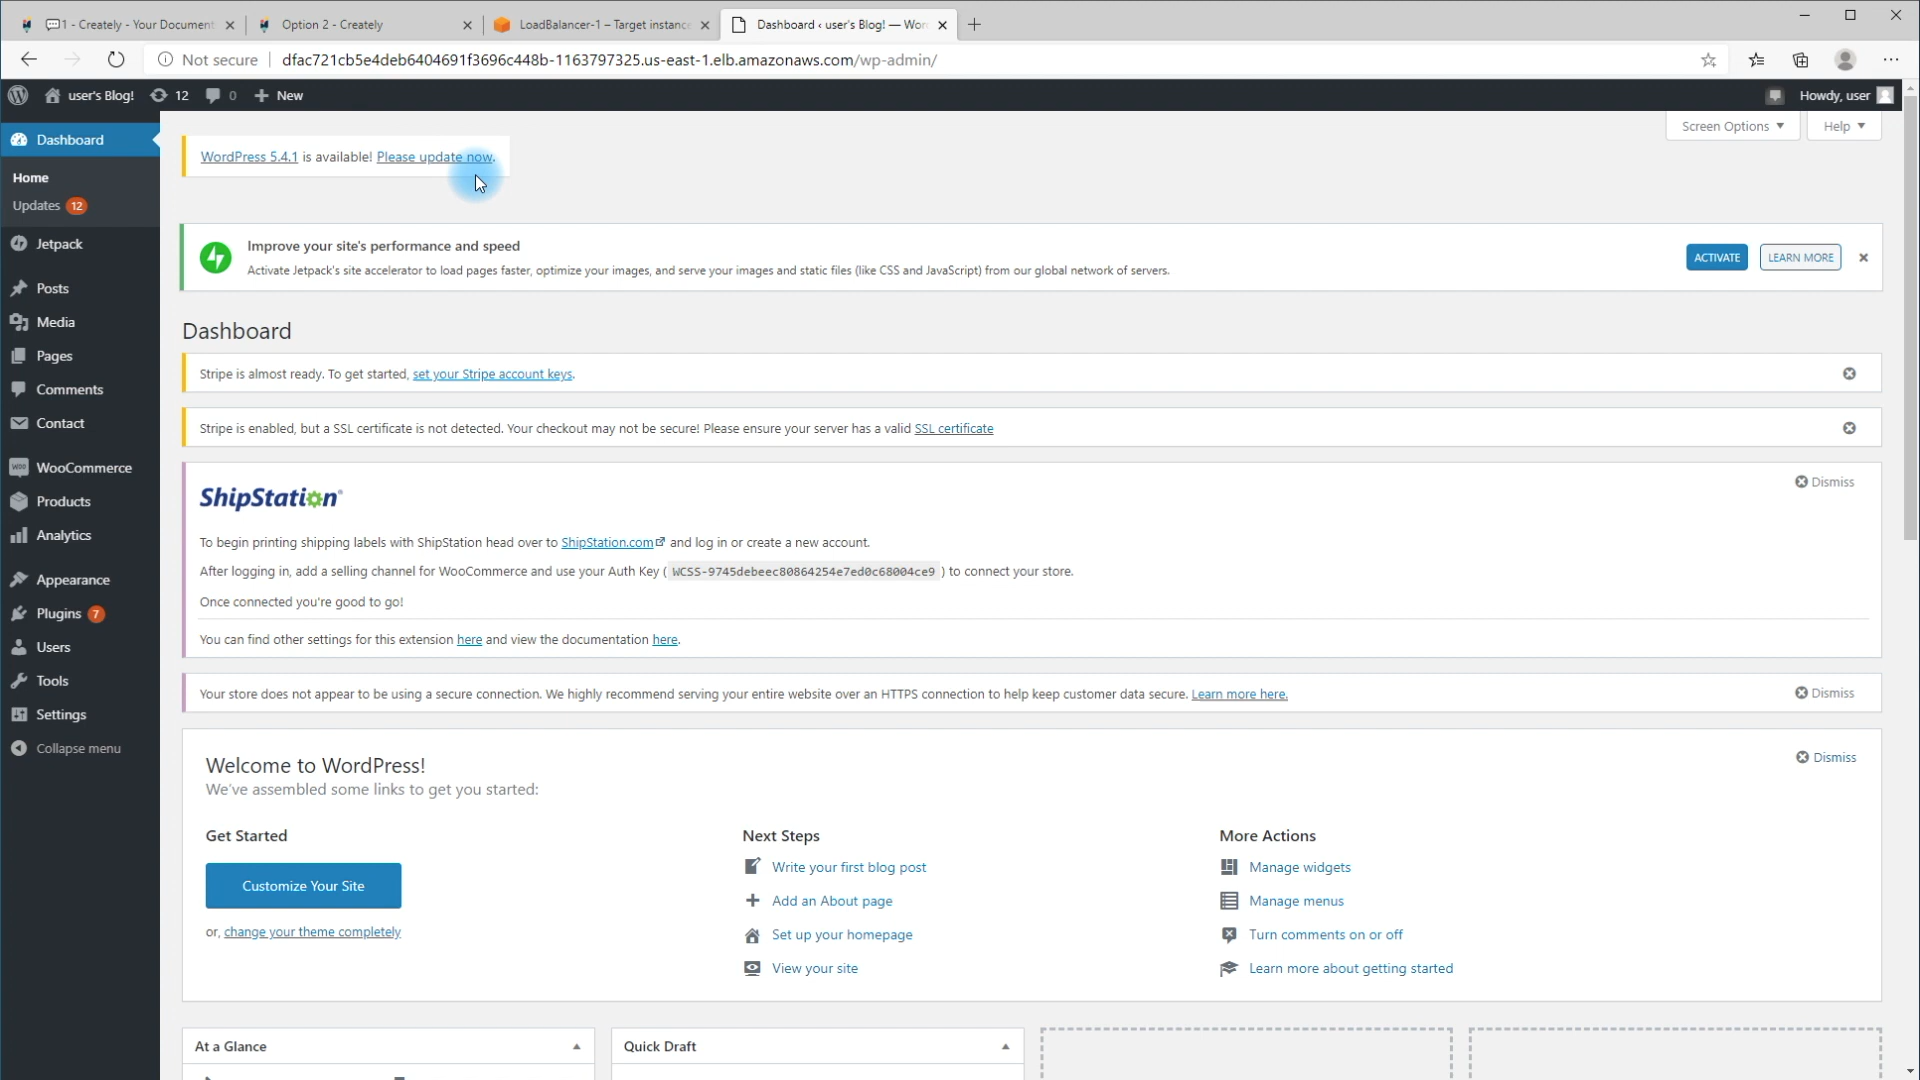 1 - Creately - Your Document
Option 2 - Creately
LoadBalancer-1 – Target instance
Dashboard ‹ user's Blog! — Wor
Not secure
dfac721cb5e4deb6404691f3696c448b-1163797325.us-east-1.elb.amazonaws.com/wp-admin/
user's Blog!
12
0
New
Howdy, user
Screen Options
Help
Dashboard
Home
Updates 12
Jetpack
Posts
Media
Pages
Comments
Contact
WooCommerce
Products
Analytics
Appearance
Plugins 7
Users
Tools
Settings
Collapse menu
WordPress 5.4.1 is available! Please update now.
Improve your site's performance and speed
Activate Jetpack's site accelerator to load pages faster, optimize your images, and serve your images and static files (like CSS and JavaScript) from our global network of servers.
ACTIVATE
LEARN MORE
Dashboard
Stripe is almost ready. To get started, set your Stripe account keys.
Stripe is enabled, but a SSL certificate is not detected. Your checkout may not be secure! Please ensure your server has a valid SSL certificate
ShipStation
Dismiss
To begin printing shipping labels with ShipStation head over to ShipStation.com and log in or create a new account.
After logging in, add a selling channel for WooCommerce and use your Auth Key ( WCSS-9745debeec80864254e7ed0c68004ce9 ) to connect your store.
Once connected you're good to go!
You can find other settings for this extension here and view the documentation here.
Your store does not appear to be using a secure connection. We highly recommend serving your entire website over an HTTPS connection to help keep customer data secure. Learn more here.
Dismiss
Welcome to WordPress!
Dismiss
We've assembled some links to get you started:
Get Started
Customize Your Site
or, change your theme completely
Next Steps
Write your first blog post
Add an About page
Set up your homepage
View your site
More Actions
Manage widgets
Manage menus
Turn comments on or off
Learn more about getting started
At a Glance
Quick Draft